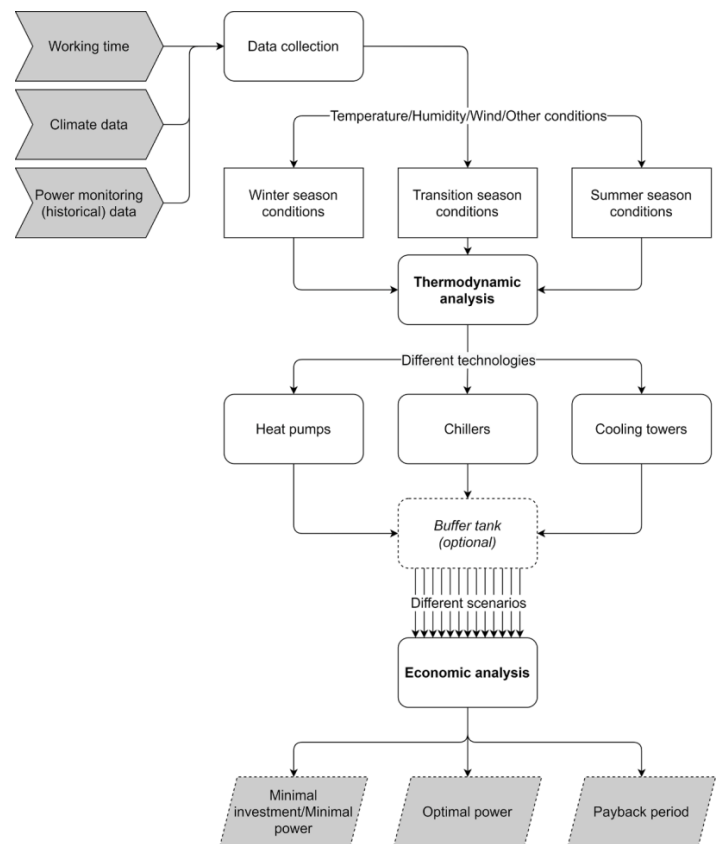 Working time
Data collection
Climate data
Power monitoring
(historical) data
Temperature/Humidity/Wind/Other conditions
Winter season
conditions
Transition season
conditions
Summer season
conditions
Thermodynamic
analysis
Different technologies
Heat pumps
Chillers
Cooling towers
Buffer tank
(optional)
Different scenarios
Economic analysis
Minimal
investment/Minimal
power
Optimal power
Payback period